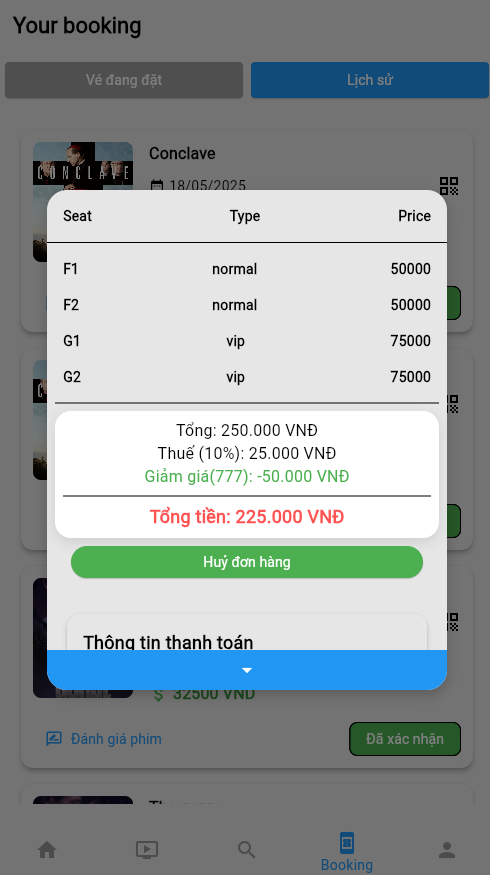 Your booking
Vé đang đặt
Lịch sử
Conclave
CONCLAVE
18/05/2025
Seat Type Price
F1 normal 50000
F2 normal 50000
G1 vip 75000
G2 vip 75000
Tổng: 250.000 VNĐ
Thuế (10%): 25.000 VNĐ
Giảm giá(777): -50.000 VNĐ
Tổng tiền: 225.000 VNĐ
Huỷ đơn hàng
Thông tin thanh toán
$ 32500 VND
Đánh giá phim
Đã xác nhận
Booking